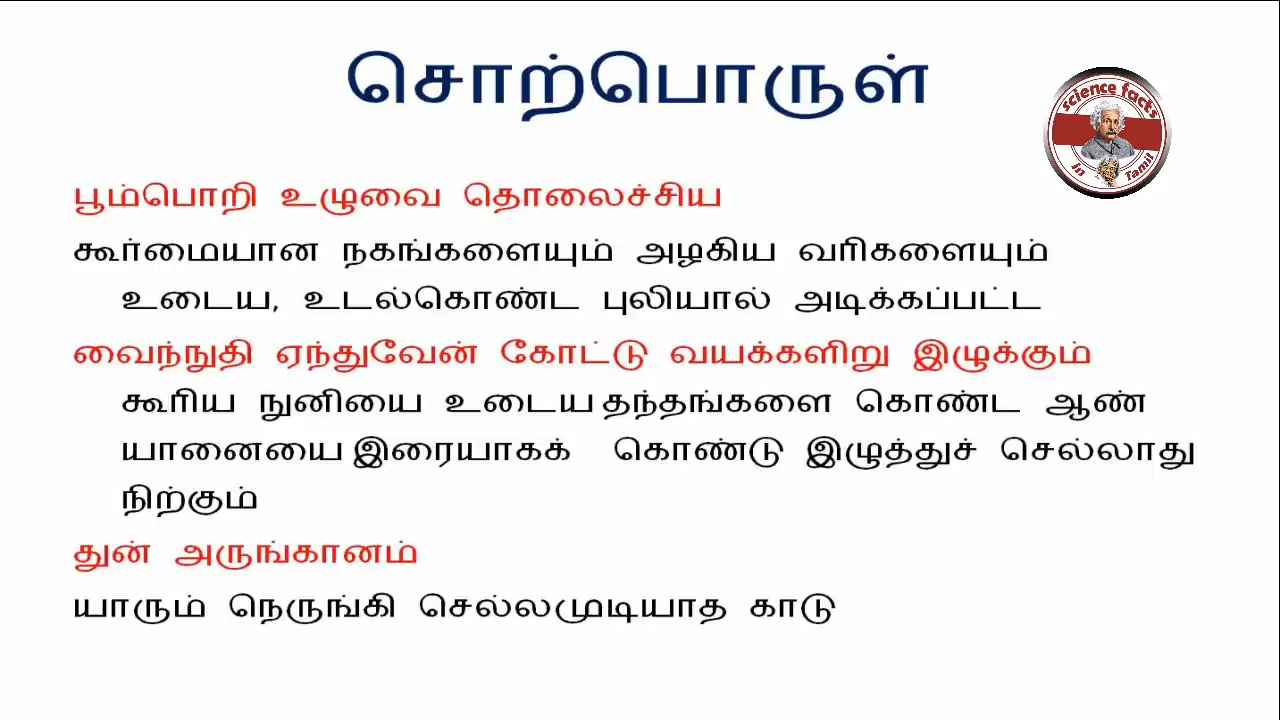 சொற்பொருள்
science facts
in Tamil
பூம்பொறி உழுவை தொலைச்சிய
கூர்மையான நகங்களையும் அழகிய வரிகளையும்
உடைய, உடல்கொண்ட புலியால் அடிக்கப்பட்ட
வைந்நுதி ஏந்துவேன் கோட்டு வயக்களிறு இழுக்கும்
கூரிய நுனியை உடைய தந்தங்களை கொண்ட ஆண்
யானையை இரையாகக் கொண்டு இழுத்துச் செல்லாது
நிற்கும்
துன் அருங்கானம்
யாரும் நெருங்கி செல்லமுடியாத காடு